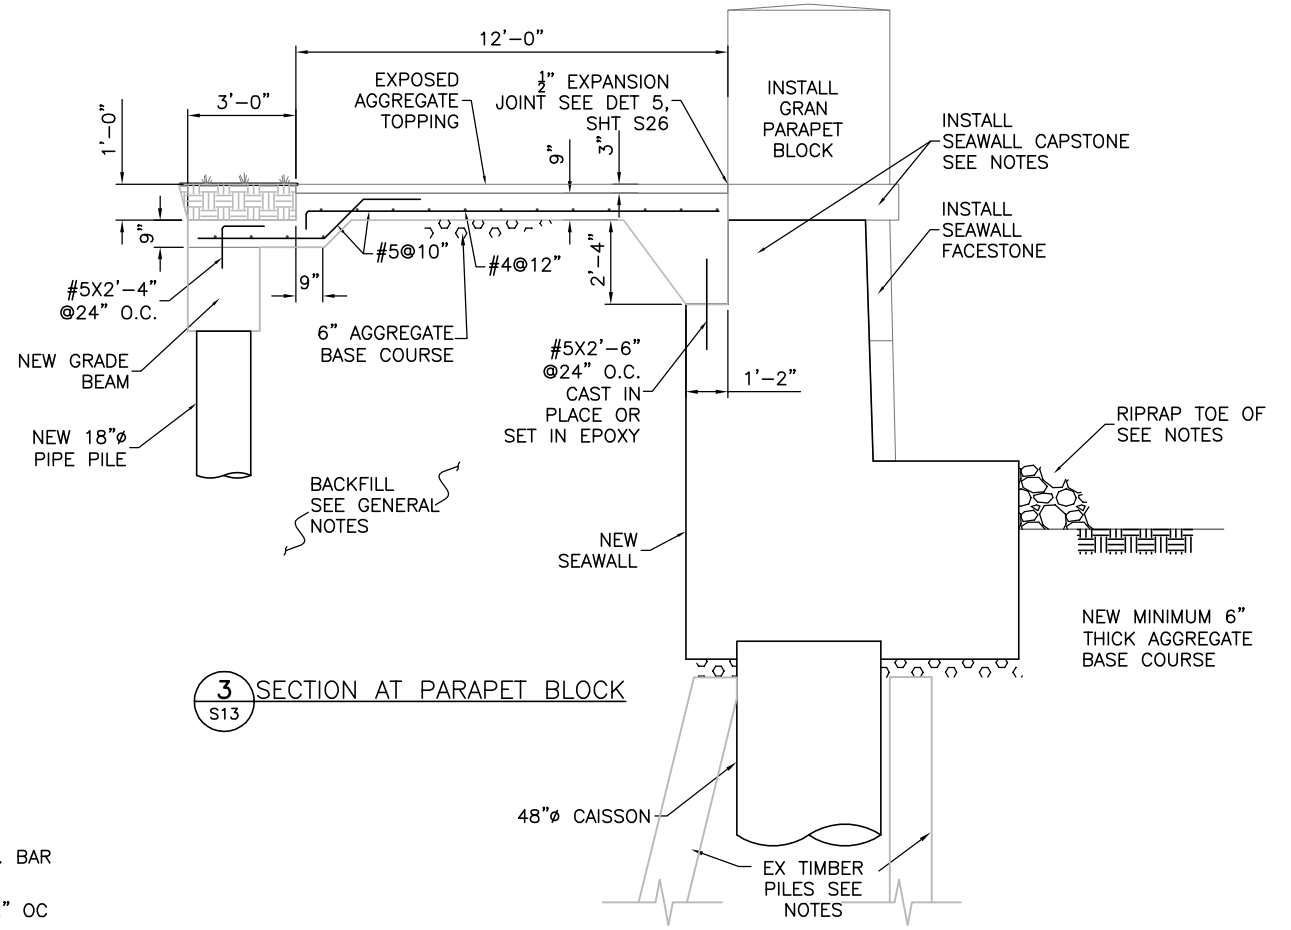 12'-0"
EXPOSED
AGGREGATE
TOPPING
½" EXPANSION
JOINT SEE DET 5,
SHT S26
INSTALL
GRAN
PARAPET
BLOCK
INSTALL
SEAWALL CAPSTONE
SEE NOTES
3'-0"
1'-0"
9"
3"
INSTALL
SEAWALL
FACESTONE
9"
#5@10"
#4@12"
2'-4"
#5X2'-4"
@24" O.C.
9"
6" AGGREGATE
BASE COURSE
NEW GRADE
BEAM
#5X2'-6"
@24" O.C.
CAST IN
PLACE OR
SET IN EPOXY
1'-2"
NEW 18"ø
PIPE PILE
RIPRAP TOE OF
SEE NOTES
BACKFILL
SEE GENERAL
NOTES
NEW
SEAWALL
NEW MINIMUM 6"
THICK AGGREGATE
BASE COURSE
3
S13
SECTION AT PARAPET BLOCK
48"ø CAISSON
EX TIMBER
PILES SEE
NOTES
. BAR
" OC